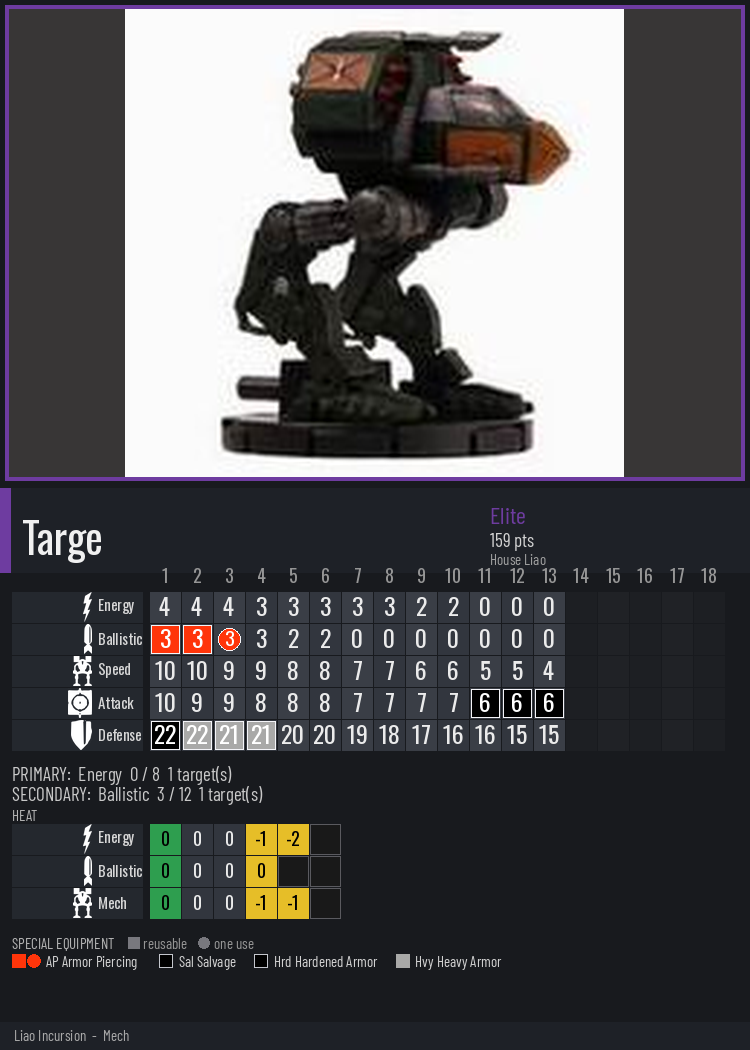 Targe
Elite
159 pts
House Liao
1 2 3 4 5 6 7 8 9 10 11 12 13 14 15 16 17 18
Energy 4 4 4 3 3 3 3 3 2 2 0 0 0
Ballistic 3 3 3 3 2 2 0 0 0 0 0 0 0
Speed 10 10 9 9 8 8 7 7 6 6 5 5 4
Attack 10 9 9 8 8 8 7 7 7 7 6 6 6
Defense 22 22 21 21 20 20 19 18 17 16 16 15 15
PRIMARY: Energy 0 / 8 1 target(s)
SECONDARY: Ballistic 3 / 12 1 target(s)
HEAT
Energy 0 0 0 -1 -2
Ballistic 0 0 0 0
Mech 0 0 0 -1 -1
SPECIAL EQUIPMENT reusable one use
AP Armor Piercing Sal Salvage Hrd Hardened Armor Hvy Heavy Armor
Liao Incursion - Mech